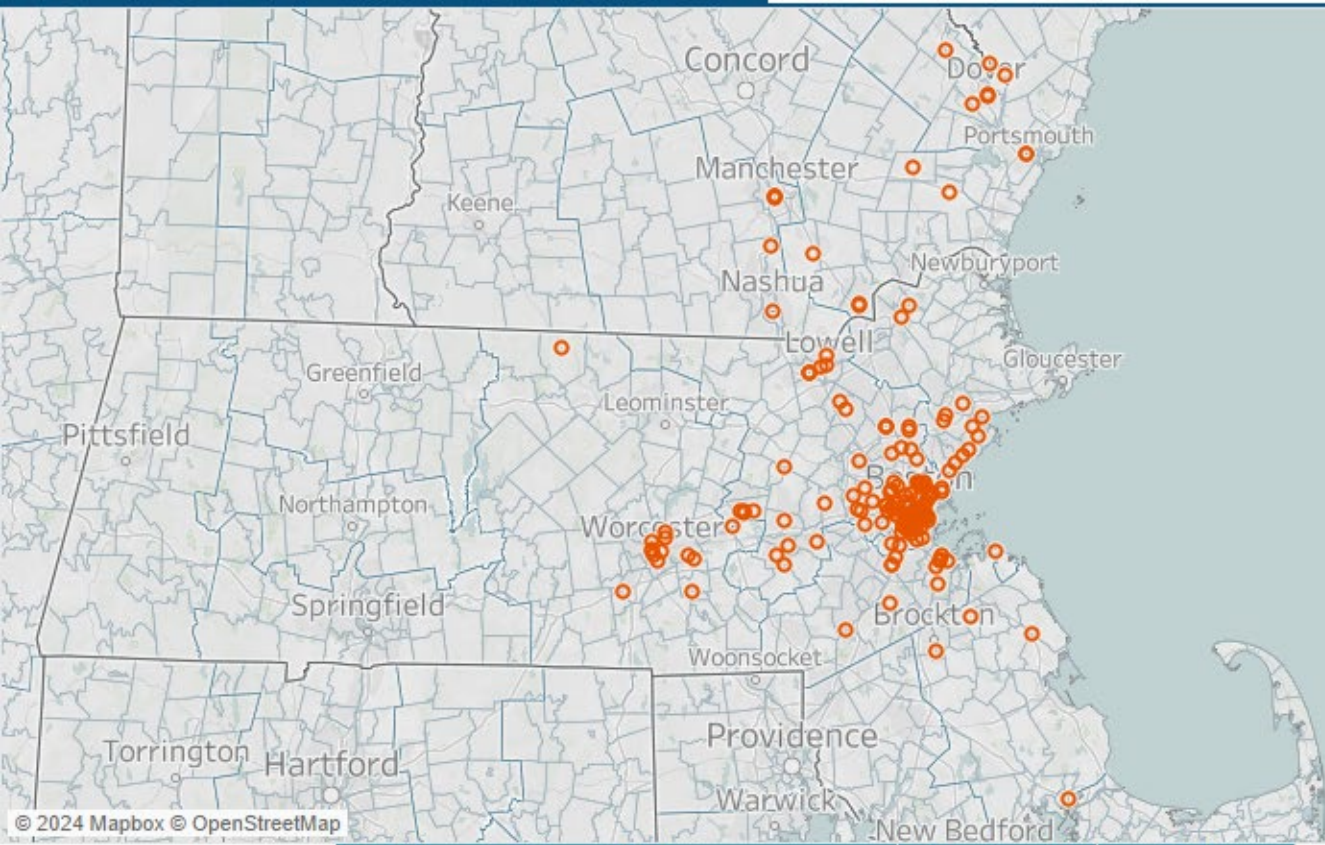 Concord
Dover
Portsmouth
Manchester
Keene
Newburyport
Nashua
Lowell
Gloucester
Greenfield
Leominster
Pittsfield
Boston
Northampton
Worcester
Springfield
Brockton
Woonsocket
Providence
Torrington
Hartford
Warwick
© 2024 Mapbox © OpenStreetMap
New Bedford